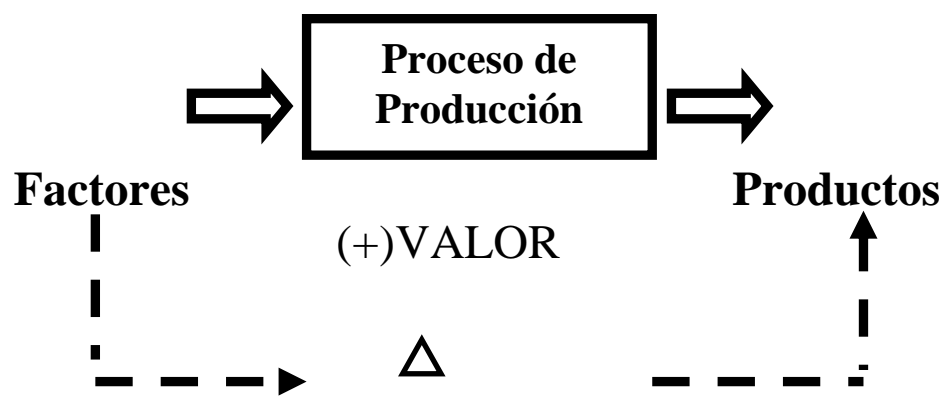 Proceso de
Producción
Factores
Productos
(+)VALOR
Δ